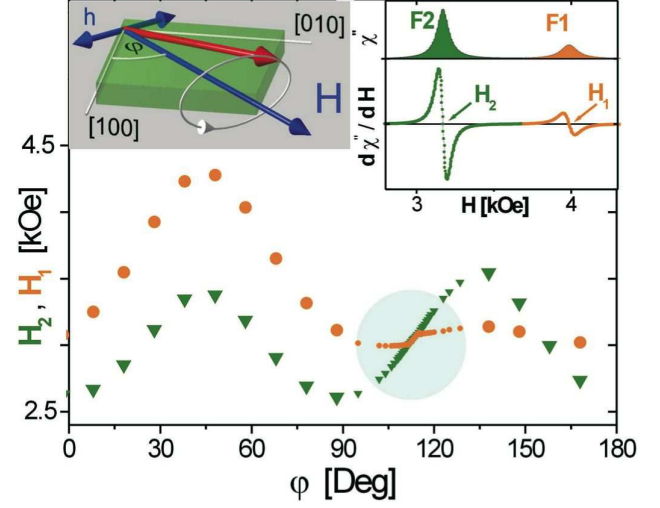 h
φ
[010]
[100]
H
F2
F1
χ"
H₂
H₁
dχ"/dH
3
4
H [kOe]
4.5
2.5
H₂, H₁ [kOe]
0
30
60
90
120
150
180
φ [Deg]